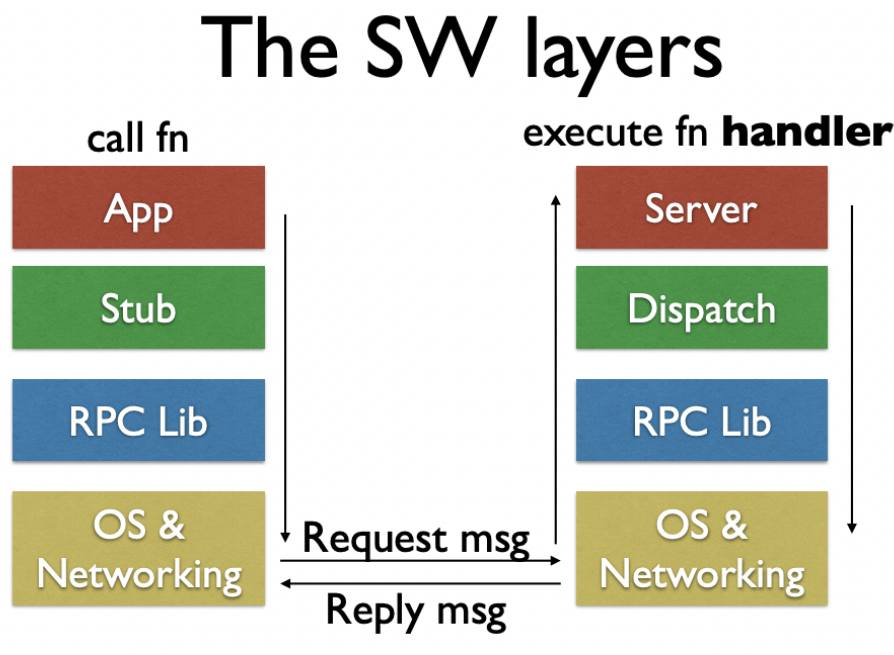 The SW layers
call fn
execute fn handler
App
Server
Stub
Dispatch
RPC Lib
RPC Lib
OS &
Networking
OS &
Networking
Request msg
Reply msg